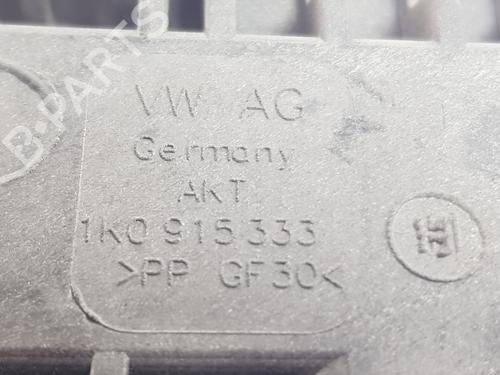 B-PARTS
VW AG
Germany
AKT
1K0 915 333
>PP GF30<